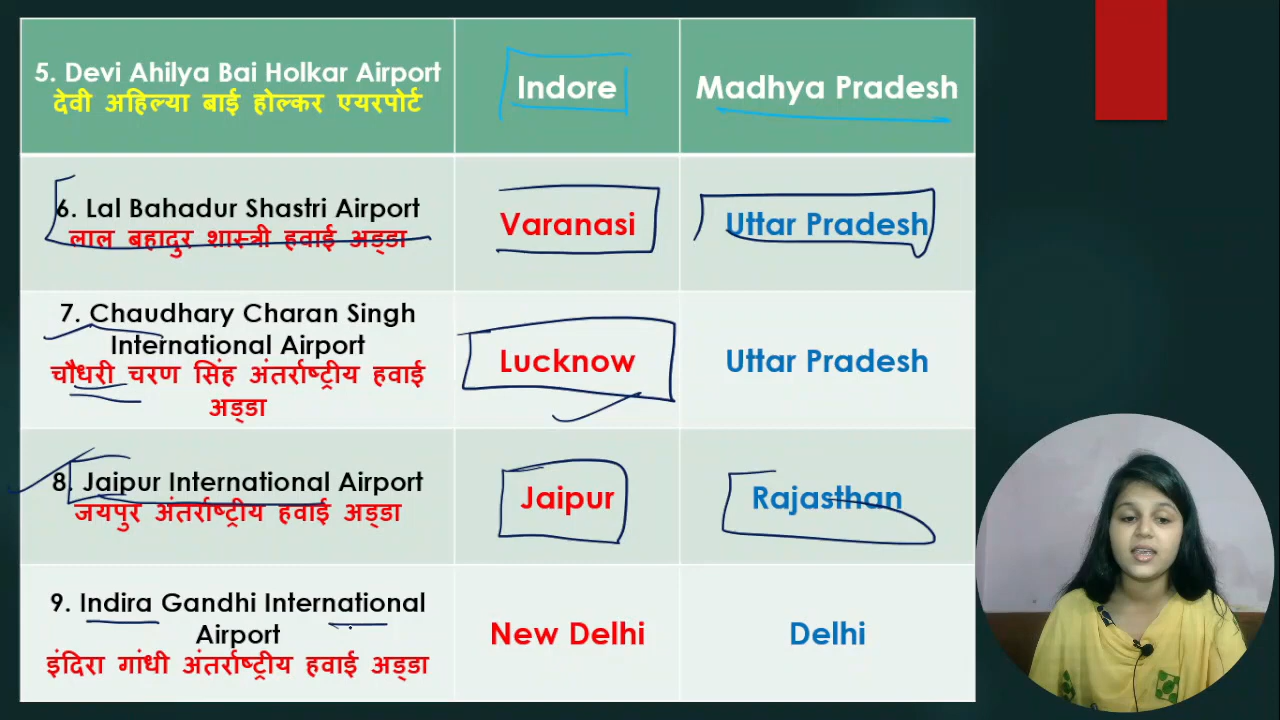 5. Devi Ahilya Bai Holkar Airport
देवी अहिल्या बाई होल्कर एयरपोर्ट
Indore
Madhya Pradesh
6. Lal Bahadur Shastri Airport
लाल बहादुर शास्त्री हवाई अड्डा
Varanasi
Uttar Pradesh
7. Chaudhary Charan Singh
International Airport
चौधरी चरण सिंह अंतर्राष्ट्रीय हवाई
अड्डा
Lucknow
Uttar Pradesh
8. Jaipur International Airport
जयपुर अंतर्राष्ट्रीय हवाई अड्डा
Jaipur
Rajasthan
9. Indira Gandhi International
Airport
इंदिरा गांधी अंतर्राष्ट्रीय हवाई अड्डा
New Delhi
Delhi